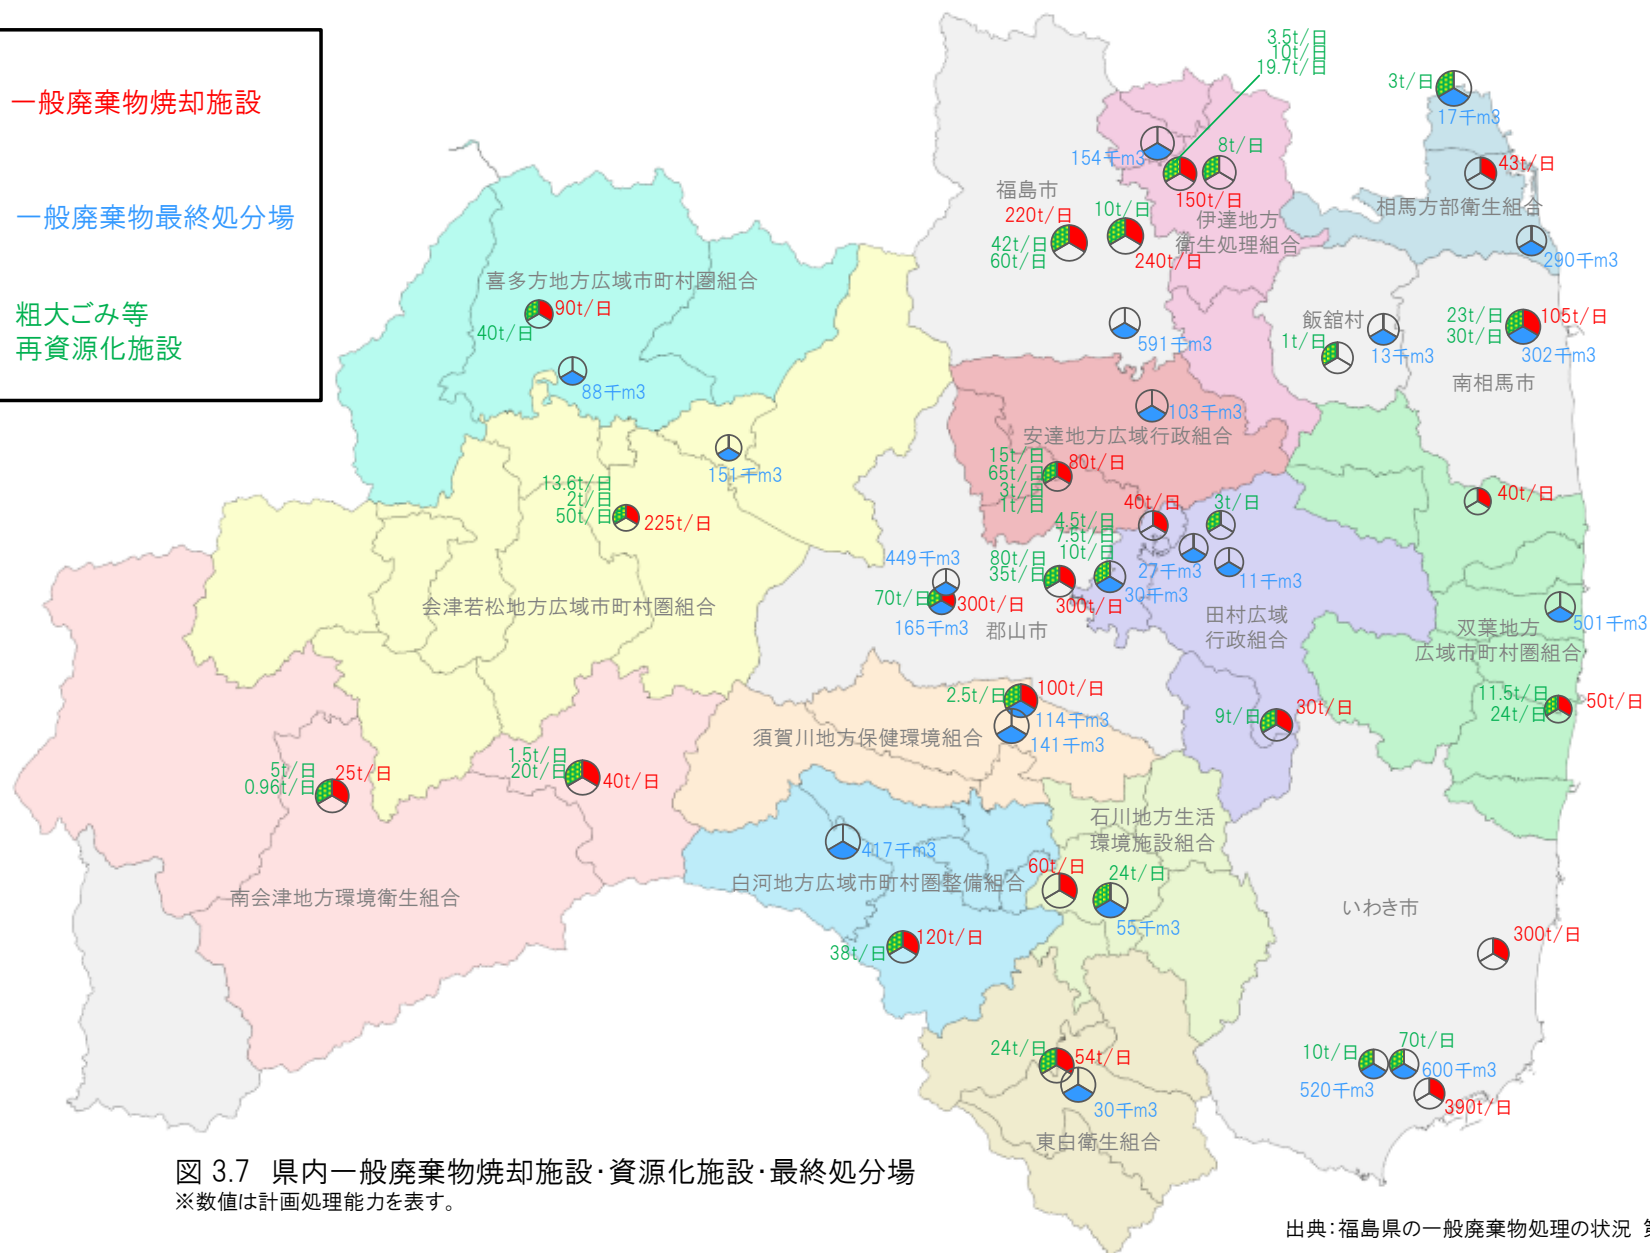 一般廃棄物焼却施設
一般廃棄物最終処分場
粗大ごみ等
再資源化施設
3.5t/日
10t/日
19.7t/日
3t/日
17千m3
154千m3
8t/日
43t/日
150t/日
福島市
220t/日
10t/日
伊達地方
衛生処理組合
相馬方部衛生組合
42t/日
60t/日
240t/日
290千m3
喜多方地方広域市町村圏組合
90t/日
40t/日
591千m3
飯舘村
1t/日
13千m3
23t/日
30t/日
105t/日
302千m3
南相馬市
88千m3
103千m3
安達地方広域行政組合
151千m3
15t/日
65t/日
3t/日
1t/日
80t/日
13.6t/日
2t/日
50t/日
225t/日
40t/日
3t/日
40t/日
4.5t/日
7.5t/日
10t/日
449千m3
80t/日
35t/日
27千m3
11千m3
30千m3
70t/日
300t/日
300t/日
165千m3
郡山市
会津若松地方広域市町村圏組合
田村広域
行政組合
501千m3
双葉地方
広域市町村圏組合
2.5t/日
100t/日
114千m3
141千m3
須賀川地方保健環境組合
9t/日
30t/日
11.5t/日
24t/日
50t/日
5t/日
0.96t/日
25t/日
1.5t/日
20t/日
40t/日
石川地方生活
環境施設組合
417千m3
白河地方広域市町村圏整備組合
60t/日
24t/日
55千m3
南会津地方環境衛生組合
いわき市
38t/日
120t/日
300t/日
24t/日
54t/日
30千m3
東白衛生組合
10t/日
70t/日
520千m3
600千m3
390t/日
図 3.7 県内一般廃棄物焼却施設・資源化施設・最終処分場
※数値は計画処理能力を表す。
出典：福島県の一般廃棄物処理の状況